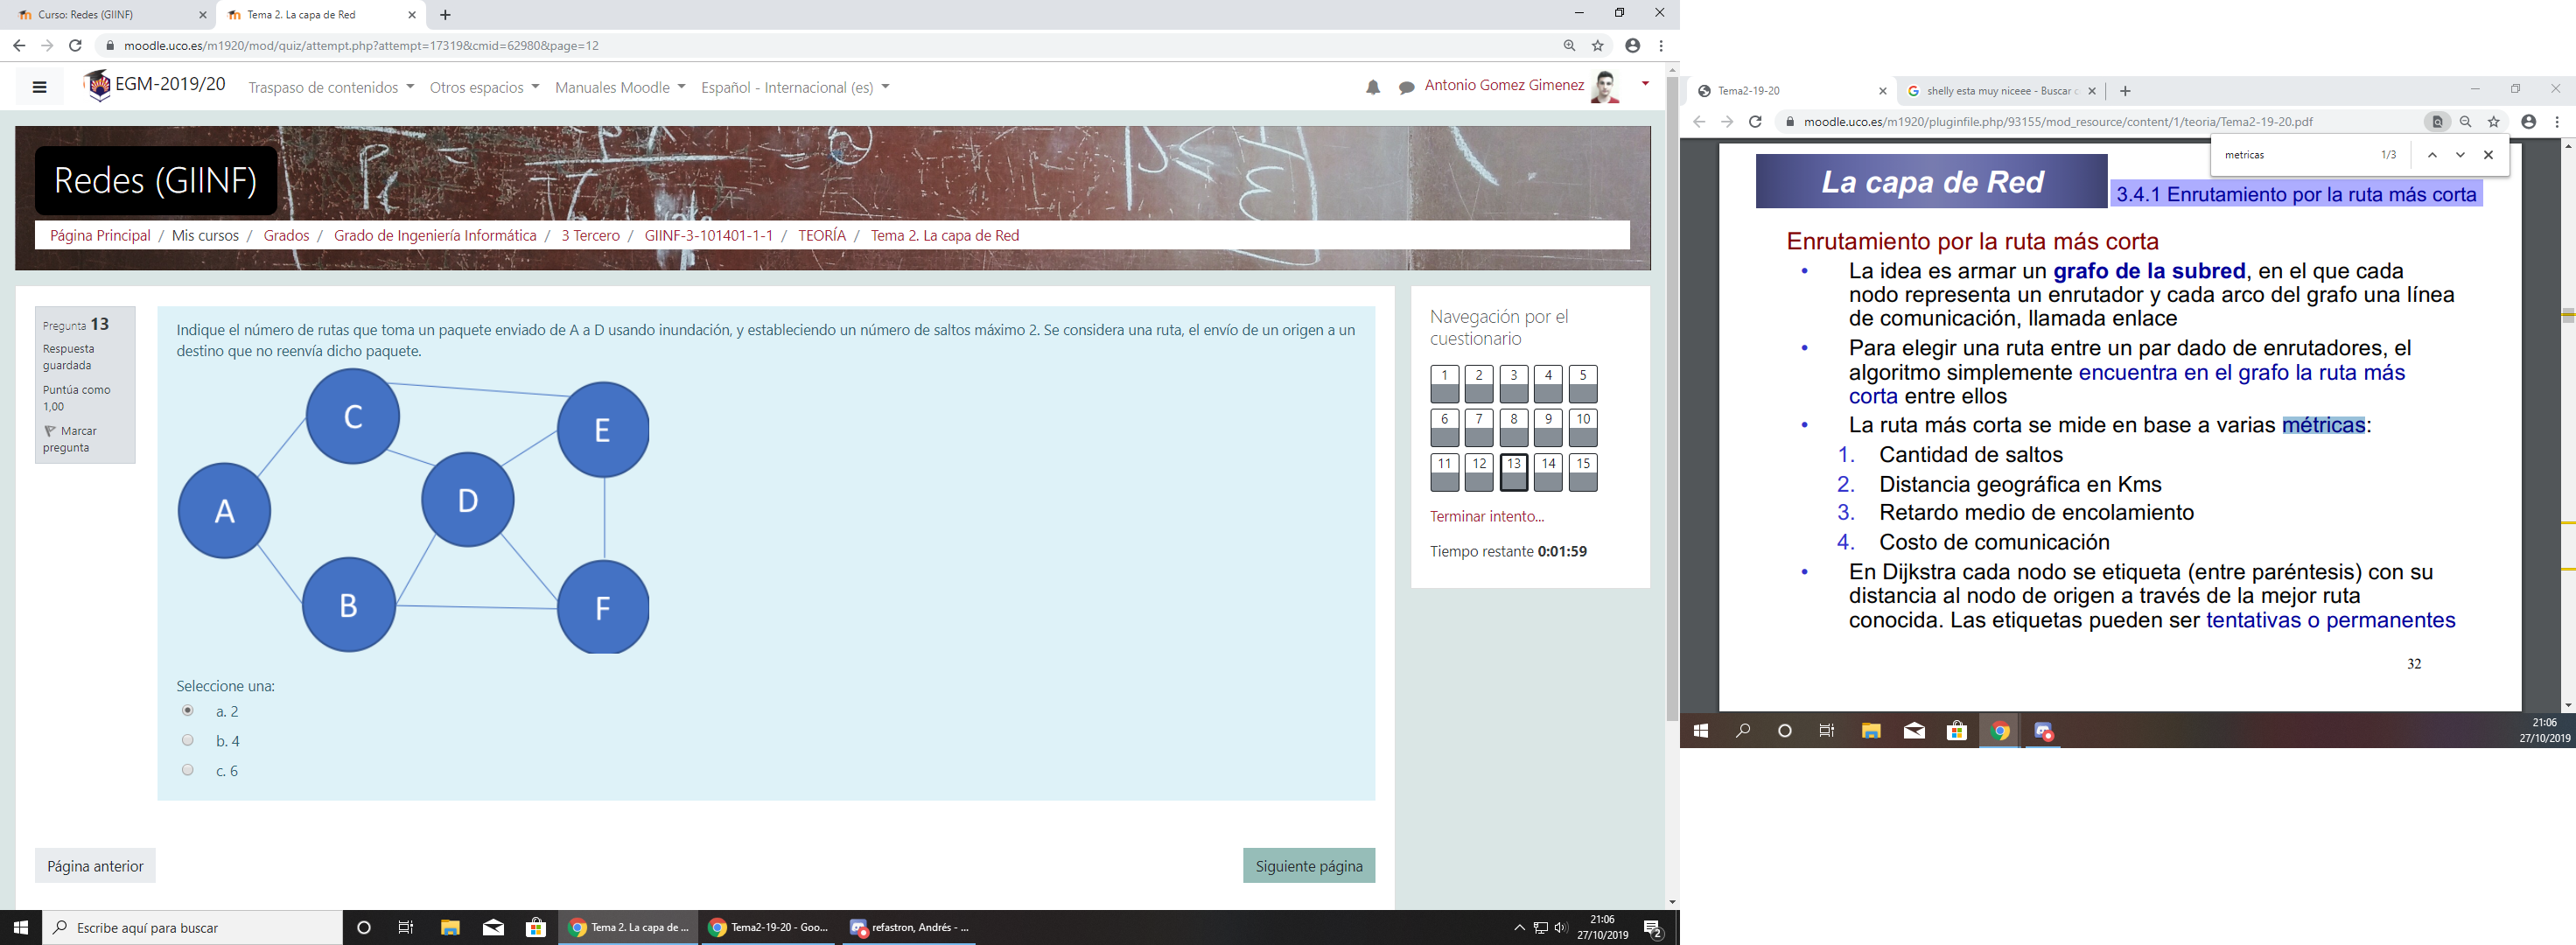 Curso: Redes (GIINF)
Tema 2. La capa de Red
moodle.uco.es/m1920/mod/quiz/attempt.php?attempt=17319&cmid=62980&page=12
EGM-2019/20
Traspaso de contenidos
Otros espacios
Manuales Moodle
Español - Internacional (es)
Antonio Gomez Gimenez
Redes (GIINF)
Página Principal / Mis cursos / Grados / Grado de Ingeniería Informática / 3 Tercero / GIINF-3-101401-1-1 / TEORÍA / Tema 2. La capa de Red
Pregunta 13
Respuesta
guardada
Puntúa como
1,00
Marcar
pregunta
Indique el número de rutas que toma un paquete enviado de A a D usando inundación, y estableciendo un número de saltos máximo 2. Se considera una ruta, el envío de un origen a un
destino que no reenvía dicho paquete.
C
E
A
D
B
F
Seleccione una:
a. 2
b. 4
c. 6
Página anterior
Siguiente página
Navegación por el
cuestionario
1 2 3 4 5
6 7 8 9 10
11 12 13 14 15
Terminar intento...
Tiempo restante 0:01:59
Escribe aquí para buscar
Tema 2. La capa de ...
Tema2-19-20 - Goo...
refastron, Andrés - ...
21:06
27/10/2019
2
Tema2-19-20
shelly esta muy niceee - Buscar c
moodle.uco.es/m1920/pluginfile.php/93155/mod_resource/content/1/teoria/Tema2-19-20.pdf
metricas
1/3
La capa de Red
3.4.1 Enrutamiento por la ruta más corta
Enrutamiento por la ruta más corta
• La idea es armar un grafo de la subred, en el que cada
nodo representa un enrutador y cada arco del grafo una línea
de comunicación, llamada enlace
• Para elegir una ruta entre un par dado de enrutadores, el
algoritmo simplemente encuentra en el grafo la ruta más
corta entre ellos
• La ruta más corta se mide en base a varias métricas:
1. Cantidad de saltos
2. Distancia geográfica en Kms
3. Retardo medio de encolamiento
4. Costo de comunicación
• En Dijkstra cada nodo se etiqueta (entre paréntesis) con su
distancia al nodo de origen a través de la mejor ruta
conocida. Las etiquetas pueden ser tentativas o permanentes
32
21:06
27/10/2019